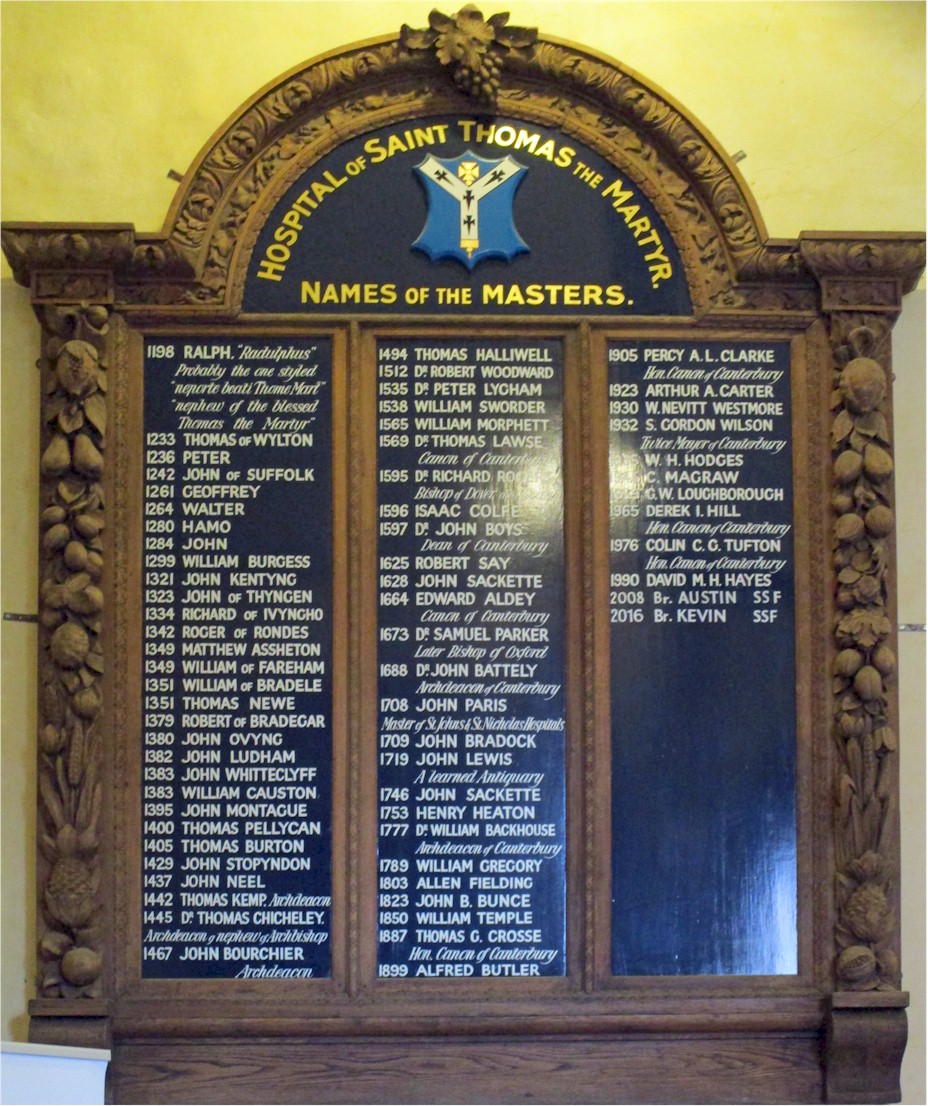 HOSPITAL OF SAINT THOMAS THE MARTYR.
NAMES OF THE MASTERS.
1198 RALPH. "Radulphus"
Probably the one styled
"neporte beati Thome Mart"
"nephew of the blessed
Thomas the Martyr"
1233 THOMAS OF WYLTON
1236 PETER
1242 JOHN OF SUFFOLK
1261 GEOFFREY
1264 WALTER
1280 HAMO
1284 JOHN
1299 WILLIAM BURGESS
1321 JOHN KENTYNG
1323 JOHN OF THYNGEN
1334 RICHARD OF IVYNGHO
1342 ROGER OF RONDES
1349 MATTHEW ASSHETON
1349 WILLIAM OF FAREHAM
1351 WILLIAM OF BRADELE
1351 THOMAS NEWE
1379 ROBERT OF BRADEGAR
1380 JOHN OVYNG
1382 JOHN LUDHAM
1383 JOHN WHITTECLYFF
1383 WILLIAM CAUSTON
1395 JOHN MONTAGUE
1400 THOMAS PELLYCAN
1405 THOMAS BURTON
1429 JOHN STOPYNDON
1437 JOHN NEEL
1442 THOMAS KEMP. Archdeacon
1445 DR. THOMAS CHICHELEY.
Archdeacon & nephew of Archbishop
1467 JOHN BOURCHIER
Archdeacon
1494 THOMAS HALLIWELL
1512 DR. ROBERT WOODWARD
1535 DR. PETER LYGHAM
1538 WILLIAM SWORDER
1565 WILLIAM MORPHETT
1569 DR. THOMAS LAWSE
Canon of Canterbury
1595 DR. RICHARD
Bishop of Dover
1596 ISAAC COLFE
1597 DR. JOHN BOYS
Dean of Canterbury
1625 ROBERT SAY
1628 JOHN SACKETTE
1664 EDWARD ALDEY
Canon of Canterbury
1673 DR. SAMUEL PARKER
Later Bishop of Oxford
1688 DR. JOHN BATTELY
Archdeacon of Canterbury
1708 JOHN PARIS
Master of St. Johns & St. Nicholas Hospitals
1709 JOHN BRADOCK
1719 JOHN LEWIS
A learned Antiquary
1746 JOHN SACKETTE
1753 HENRY HEATON
1777 DR. WILLIAM BACKHOUSE
Archdeacon of Canterbury
1789 WILLIAM GREGORY
1803 ALLEN FIELDING
1823 JOHN B. BUNCE
1850 WILLIAM TEMPLE
1887 THOMAS G. CROSSE
Hon. Canon of Canterbury
1899 ALFRED BUTLER
1905 PERCY A. L. CLARKE
Hon. Canon of Canterbury
1923 ARTHUR A. CARTER
1930 W. NEVITT WESTMORE
1932 S. GORDON WILSON
Twice Mayor of Canterbury
W. H. HODGES
C. MAGRAW
G.W. LOUGHBOROUGH
1965 DEREK I. HILL
Hon. Canon of Canterbury
1976 COLIN C. G. TUFTON
Hon. Canon of Canterbury
1990 DAVID M. H. HAYES
2008 Br. AUSTIN SSF
2016 Br. KEVIN SSF